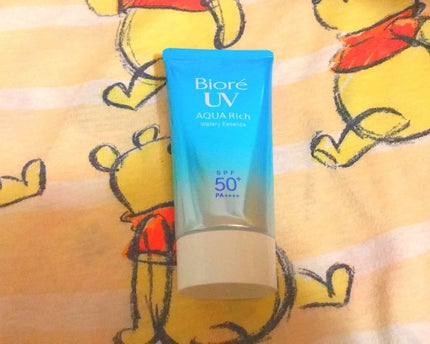 Bioré
UV
AQUA Rich
Watery Essence
SPF
50+
PA++++